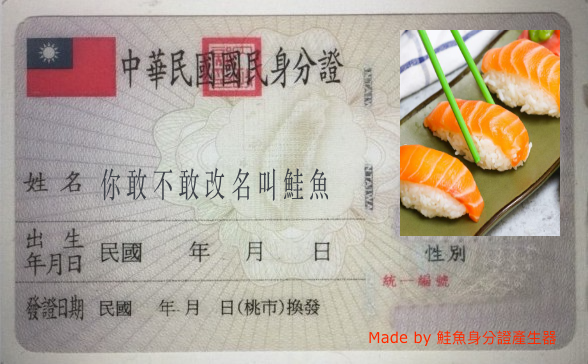 中華民國國民身分證
姓名 你敢不敢改名叫鮭魚
出生年月日 民國 年 月 日
性別
統一編號
發證日期 民國 年 月 日(桃市)換發
Made by 鮭魚身分證產生器